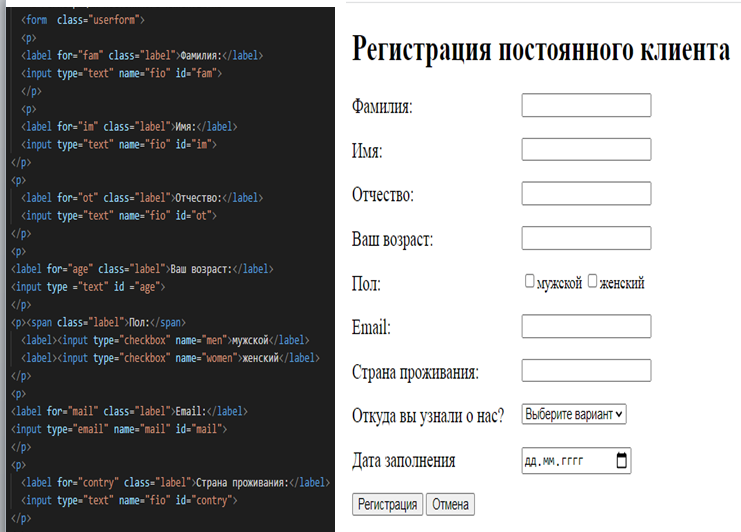 <form  class="userform">
<p>
<label for="fam" class="label">Фамилия:</label>
<input type="text" name="fio" id="fam">
</p>
<p>
<label for="im" class="label">Имя:</label>
<input type="text" name="fio" id="im">
</p>
<p>
<label for="ot" class="label">Отчество:</label>
<input type="text" name="fio" id="ot">
</p>
<p>
<label for="age" class="label">Ваш возраст:</label>
<input type ="text" id ="age">
</p>
<p><span class="label">Пол:</span>
<label><input type="checkbox" name="men">мужской</label>
<label><input type="checkbox" name="women">женский</label>
</p>
<p>
<label for="mail" class="label">Email:</label>
<input type="email" name="mail" id="mail">
</p>
<p>
<label for="contry" class="label">Страна проживания:</label>
<input type="text" name="fio" id="contry">
</p>
Регистрация постоянного клиента
Фамилия:
Имя:
Отчество:
Ваш возраст:
Пол: мужской женский
Email:
Страна проживания:
Откуда вы узнали о нас? Выберите вариант
Дата заполнения дд.мм.гггг
Регистрация Отмена